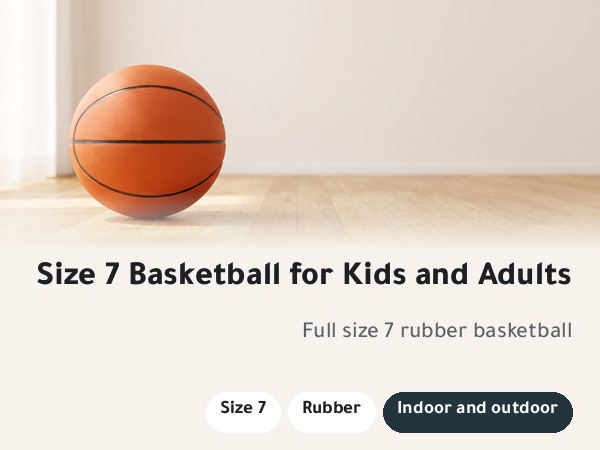 Size 7 Basketball for Kids and Adults
Full size 7 rubber basketball
Size 7
Rubber
Indoor and outdoor